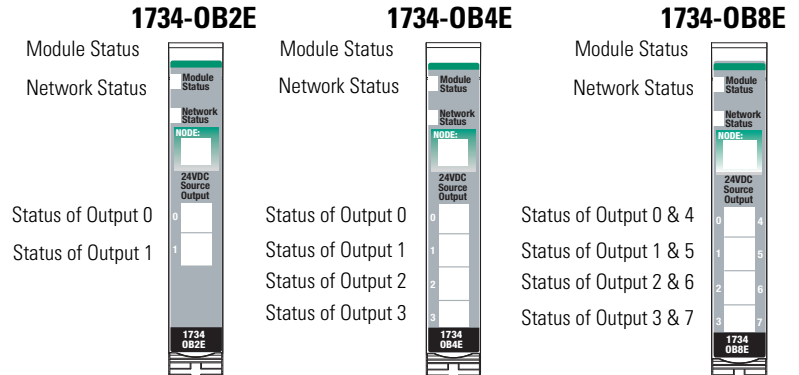 1734-OB2E
Module Status
Network Status
Module
Status
Network
Status
NODE:
24VDC
Source
Output
Status of Output 0
0
Status of Output 1
1
1734
OB2E
1734-OB4E
Module Status
Network Status
Module
Status
Network
Status
NODE:
24VDC
Source
Output
Status of Output 0
0
Status of Output 1
1
Status of Output 2
2
Status of Output 3
3
1734
OB4E
1734-OB8E
Module Status
Network Status
Module
Status
Network
Status
NODE:
24VDC
Source
Output
Status of Output 0 & 4
0 4
Status of Output 1 & 5
1 5
Status of Output 2 & 6
2 6
Status of Output 3 & 7
3 7
1734
OB8E